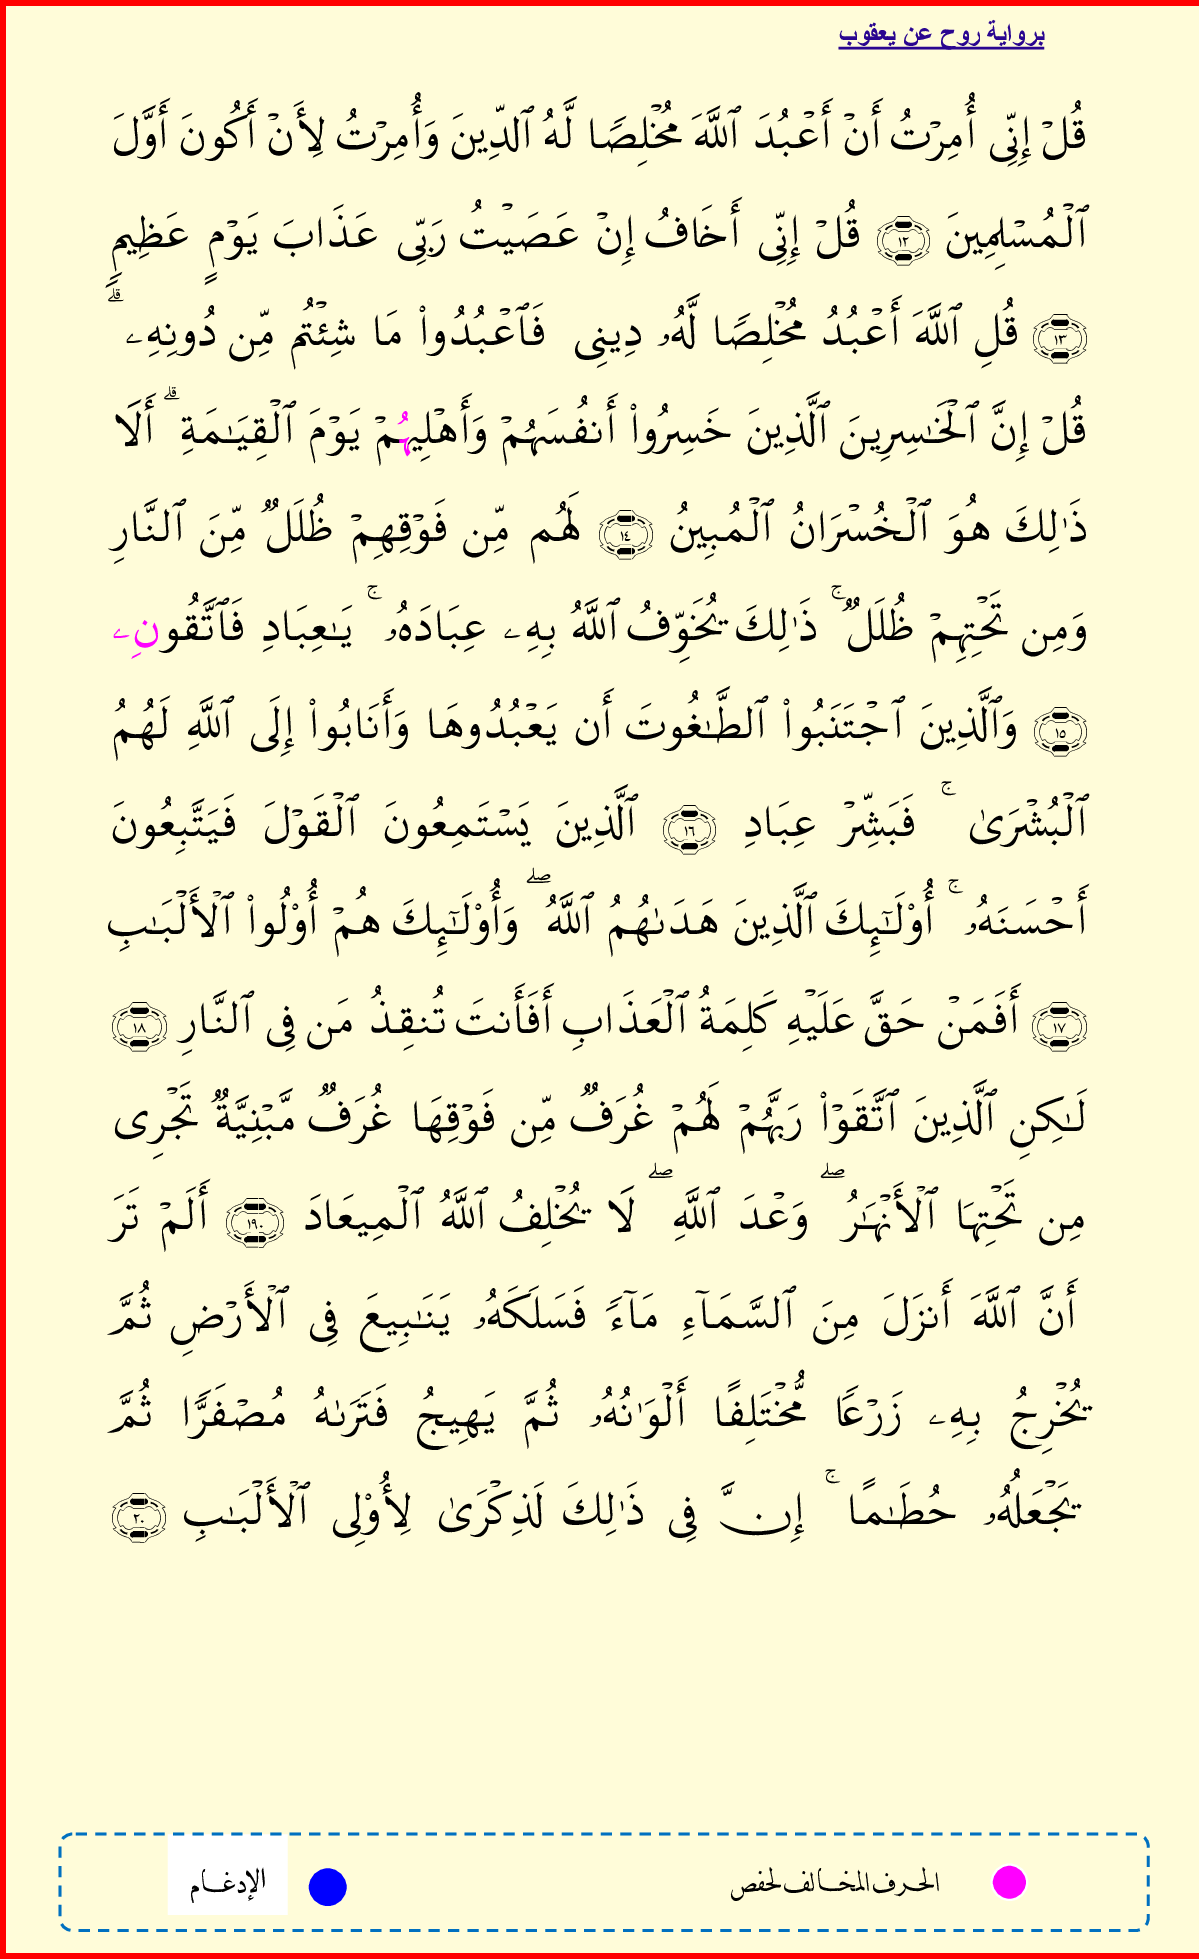 برواية روح عن يعقوب
قُلۡ إِنِّى أُمِرۡتُ أَنۡ أَعۡبُدَ ٱللَّهَ مُخۡلِصًا لَّهُ ٱلدِّينَ وَأُمِرۡتُ لِأَنۡ أَكُونَ أَوَّلَ
ٱلۡمُسۡلِمِينَ ١٢ قُلۡ إِنِّى أَخَافُ إِنۡ عَصَيۡتُ رَبِّى عَذَابَ يَوۡمٍ عَظِيمٍ
١٣ قُلِ ٱللَّهَ أَعۡبُدُ مُخۡلِصًا لَّهُۥ دِينِى فَٱعۡبُدُوا۟ مَا شِئۡتُم مِّن دُونِهِۦ ۗ
قُلۡ إِنَّ ٱلۡخَـٰسِرِينَ ٱلَّذِينَ خَسِرُوا۟ أَنفُسَهُمۡ وَأَهۡلِيهُمۡ يَوۡمَ ٱلۡقِيَـٰمَةِ ۗ أَلَا
ذَٰلِكَ هُوَ ٱلۡخُسۡرَانُ ٱلۡمُبِينُ ١٤ لَهُم مِّن فَوۡقِهِمۡ ظُلَلٌ مِّنَ ٱلنَّارِ
وَمِن تَحۡتِهِمۡ ظُلَلٌ ۚ ذَٰلِكَ يُخَوِّفُ ٱللَّهُ بِهِۦ عِبَادَهُۥ ۚ يَـٰعِبَادِ فَٱتَّقُونِۦ
١٥ وَٱلَّذِينَ ٱجۡتَنَبُوا۟ ٱلطَّـٰغُوتَ أَن يَعۡبُدُوهَا وَأَنَابُوا۟ إِلَى ٱللَّهِ لَهُمُ
ٱلۡبُشۡرَىٰ ۚ فَبَشِّرۡ عِبَادِ ١٦ ٱلَّذِينَ يَسۡتَمِعُونَ ٱلۡقَوۡلَ فَيَتَّبِعُونَ
أَحۡسَنَهُۥ ۚ أُوْلَـٰٓئِكَ ٱلَّذِينَ هَدَىٰهُمُ ٱللَّهُ ۖ وَأُوْلَـٰٓئِكَ هُمۡ أُوْلُوا۟ ٱلۡأَلۡبَـٰبِ
١٧ أَفَمَنۡ حَقَّ عَلَيۡهِ كَلِمَةُ ٱلۡعَذَابِ أَفَأَنتَ تُنقِذُ مَن فِى ٱلنَّارِ ١٨
لَـٰكِنِ ٱلَّذِينَ ٱتَّقَوۡا۟ رَبَّهُمۡ لَهُمۡ غُرَفٌ مِّن فَوۡقِهَا غُرَفٌ مَّبۡنِيَّةٌ تَجۡرِى
مِن تَحۡتِهَا ٱلۡأَنۡهَـٰرُ ۖ وَعۡدَ ٱللَّهِ ۖ لَا يُخۡلِفُ ٱللَّهُ ٱلۡمِيعَادَ ١٩٠ أَلَمۡ تَرَ
أَنَّ ٱللَّهَ أَنزَلَ مِنَ ٱلسَّمَآءِ مَآءً فَسَلَكَهُۥ يَنَـٰبِيعَ فِى ٱلۡأَرۡضِ ثُمَّ
يُخۡرِجُ بِهِۦ زَرۡعًا مُّخۡتَلِفًا أَلۡوَٰنُهُۥ ثُمَّ يَهِيجُ فَتَرَىٰهُ مُصۡفَرًّا ثُمَّ
يَجۡعَلُهُۥ حُطَـٰمًا ۚ إِنَّ فِى ذَٰلِكَ لَذِكۡرَىٰ لِأُوْلِى ٱلۡأَلۡبَـٰبِ ٢٠
الحرف المخالف لحفص الإدغام